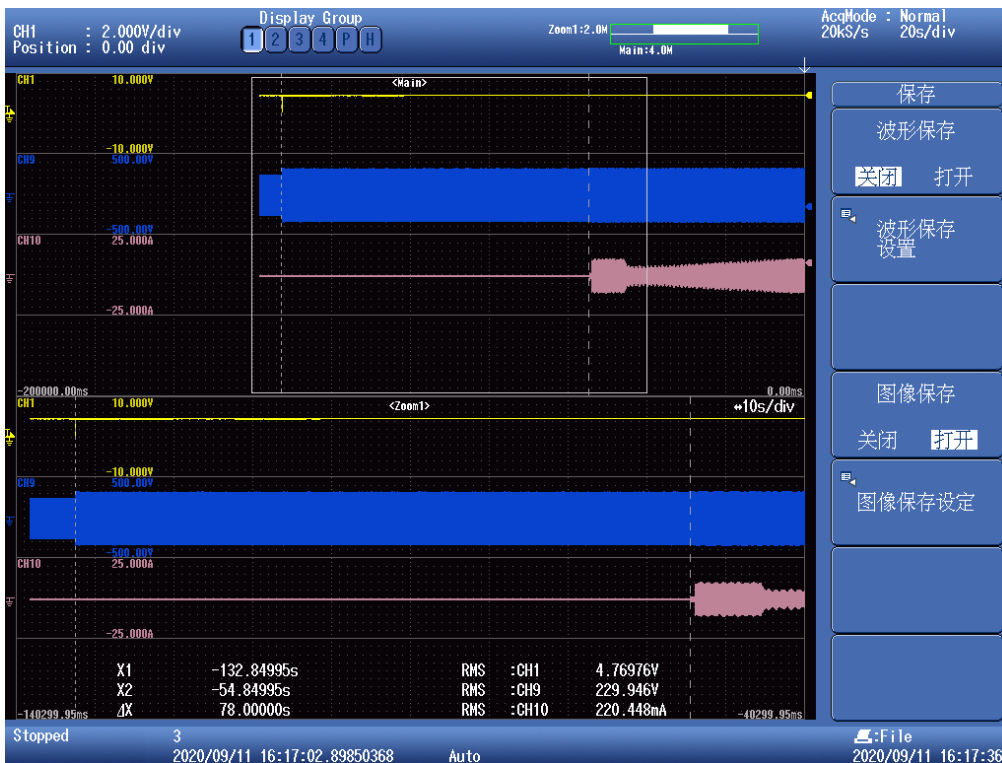 CH1 : 2.000V/div
Position : 0.00 div
Display Group
1 2 3 4 P H
Zoom1:2.0M
Main:4.0M
AcqMode : Normal
20kS/s 20s/div
CH1 10.000V
<Main>
-10.000V
CH9 500.00V
-500.00V
CH10 25.000A
-25.000A
-200000.00ms 0.00ms
CH1 10.000V
<Zoom1>
↔10s/div
-10.000V
CH9 500.00V
-500.00V
CH10 25.000A
-25.000A
X1 -132.84995s RMS :CH1 4.76976V
X2 -54.84995s RMS :CH9 229.946V
ΔX 78.00000s RMS :CH10 220.448mA
-140299.95ms -40299.95ms
保存
波形保存
关闭 打开
波形保存
设置
图像保存
关闭 打开
图像保存设定
Stopped 3
2020/09/11 16:17:02.89850368 Auto
:File
2020/09/11 16:17:36